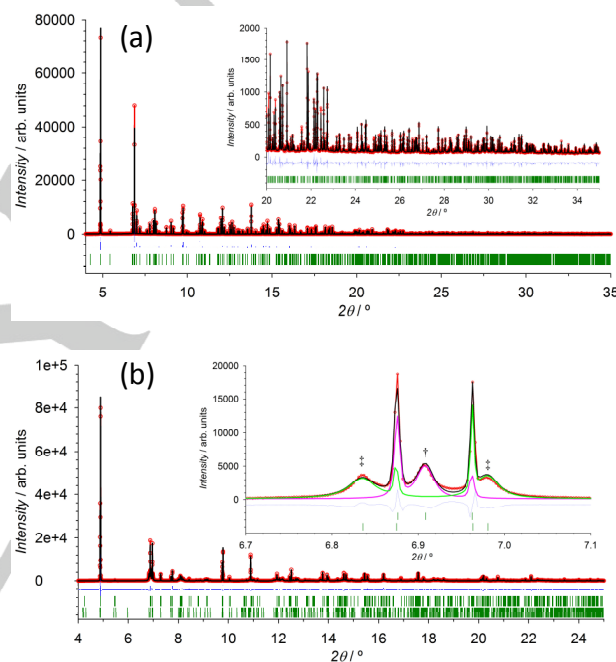 (a)
80000
60000
40000
20000
0
Intensity / arb. units
5 10 15 20 25 30 35
2θ / º
2000
1500
1000
500
0
Intensity / arb. units
20 22 24 26 28 30 32 34
2θ / º
(b)
1e+5
8e+4
6e+4
4e+4
2e+4
0
Intensity / arb. units
4 6 8 10 12 14 16 18 20 22 24
2θ / º
20000
15000
10000
5000
0
Intensity / arb. units
‡ † ‡
6.7 6.8 6.9 7.0 7.1
2θ / º